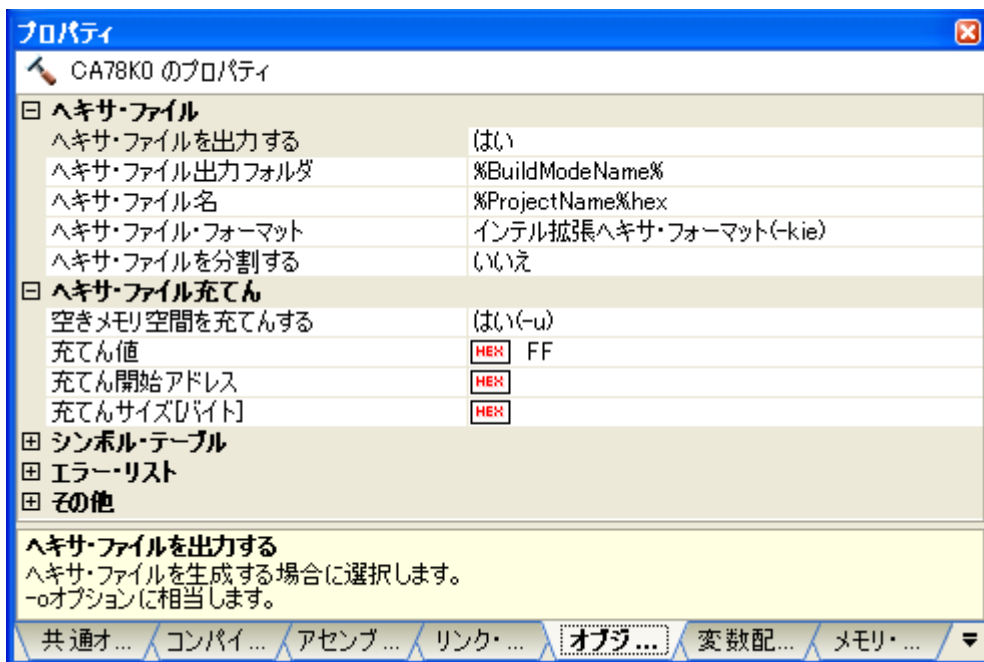 プロパティ
CA78K0 のプロパティ
ヘキサ・ファイル
ヘキサ・ファイルを出力する はい
ヘキサ・ファイル出力フォルダ %BuildModeName%
ヘキサ・ファイル名 %ProjectName%hex
ヘキサ・ファイル・フォーマット インテル拡張ヘキサ・フォーマット(-kie)
ヘキサ・ファイルを分割する いいえ
ヘキサ・ファイル充てん
空きメモリ空間を充てんする はい(-u)
充てん値 HEX FF
充てん開始アドレス HEX
充てんサイズ[バイト] HEX
シンボル・テーブル
エラー・リスト
その他
ヘキサ・ファイルを出力する
ヘキサ・ファイルを生成する場合に選択します。
-oオプションに相当します。
共通オ... コンパイ... アセンブ... リンク・ ... オブジ... 変数配... メモリ・ ...